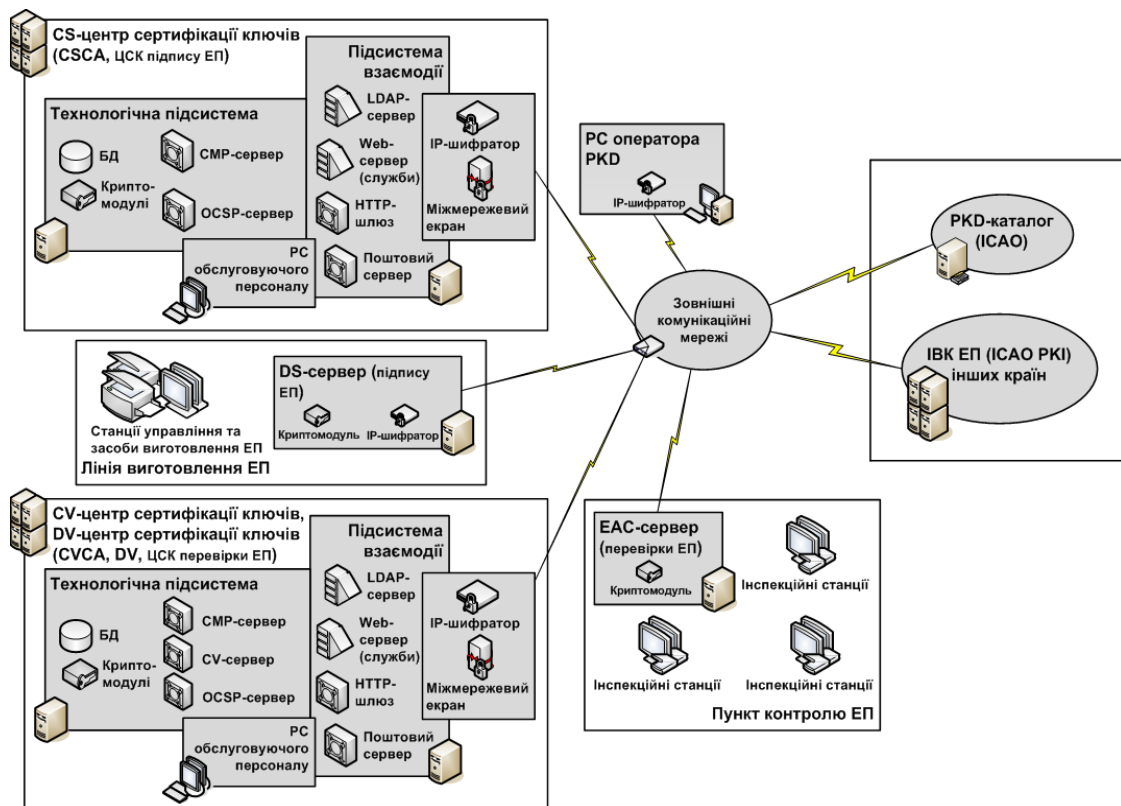 CS-центр сертифікації ключів
(CSCA, ЦСК підпису ЕП)
Технологічна підсистема
БД
Крипто-
модулі
CMP-сервер
OCSP-сервер
РС
обслуговуючого
персоналу
Підсистема
взаємодії
LDAP-
сервер
Web-
сервер
(служби)
HTTP-
шлюз
Поштовий
сервер
IP-шифратор
Міжмережевий
екран
РС оператора
PKD
IP-шифратор
PKD-каталог
(ICAO)
Зовнішні
комунікаційні
мережі
ІВК ЕП (ICAO PKI)
інших країн
Станції управління та
засоби виготовлення ЕП
Лінія виготовлення ЕП
DS-сервер (підпису
ЕП)
Криптомодуль
IP-шифратор
CV-центр сертифікації ключів,
DV-центр сертифікації ключів
(CVCA, DV, ЦСК перевірки ЕП)
Технологічна підсистема
БД
Крипто-
модулі
CMP-сервер
CV-сервер
OCSP-сервер
РС
обслуговуючого
персоналу
Підсистема
взаємодії
LDAP-
сервер
Web-
сервер
(служби)
HTTP-
шлюз
Поштовий
сервер
IP-шифратор
Міжмережевий
екран
EAC-сервер
(перевірки ЕП)
Криптомодуль
Інспекційні станції
Інспекційні станції
Інспекційні станції
Пункт контролю ЕП